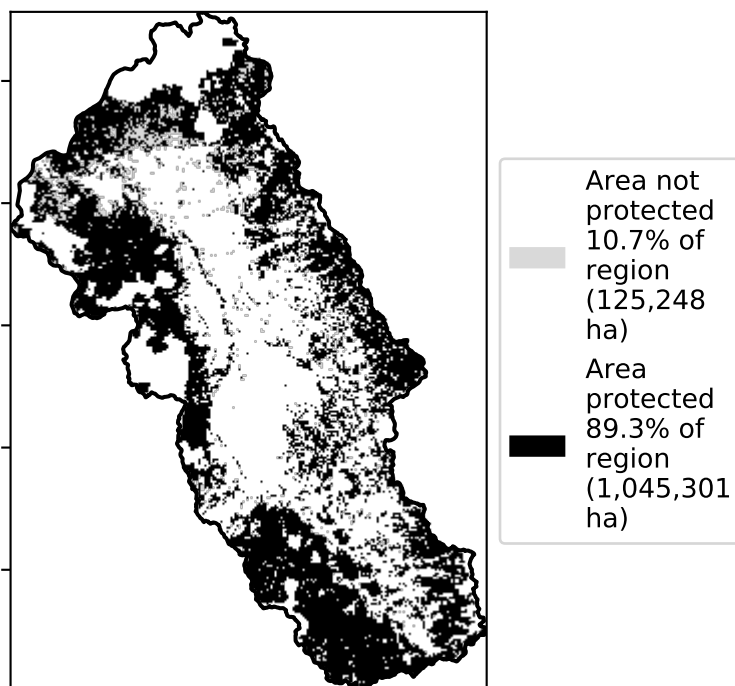 Area not
protected
10.7% of
region
(125,248
ha)
Area
protected
89.3% of
region
(1,045,301
ha)